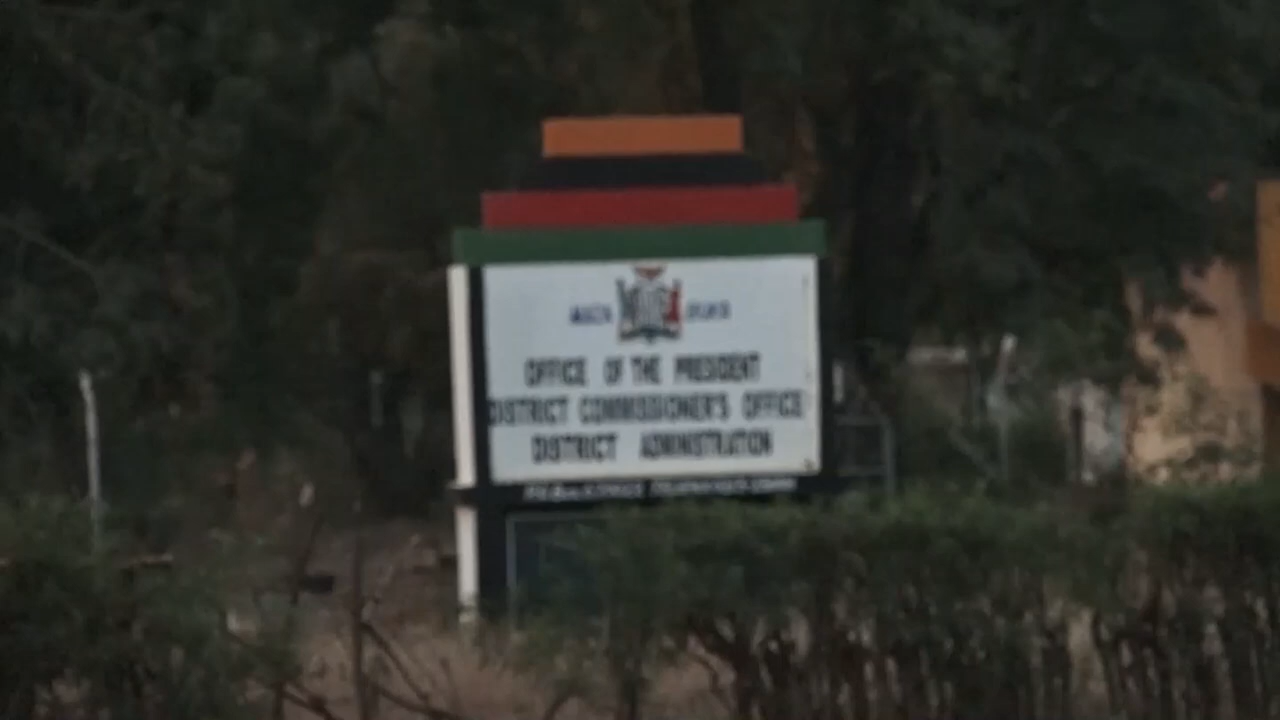 OFFICE OF THE PRESIDENT
DISTRICT COMMISSIONER'S OFFICE
DISTRICT ADMINISTRATION